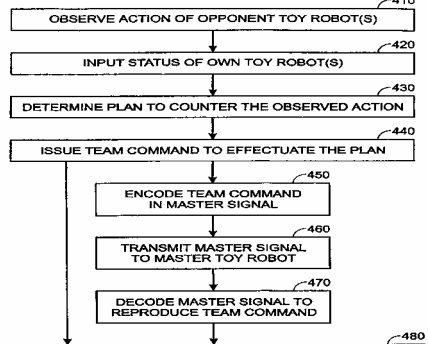 410
OBSERVE ACTION OF OPPONENT TOY ROBOT(S)
420
INPUT STATUS OF OWN TOY ROBOT(S)
430
DETERMINE PLAN TO COUNTER THE OBSERVED ACTION
440
ISSUE TEAM COMMAND TO EFFECTUATE THE PLAN
450
ENCODE TEAM COMMAND
IN MASTER SIGNAL
460
TRANSMIT MASTER SIGNAL
TO MASTER TOY ROBOT
470
DECODE MASTER SIGNAL TO
REPRODUCE TEAM COMMAND
480